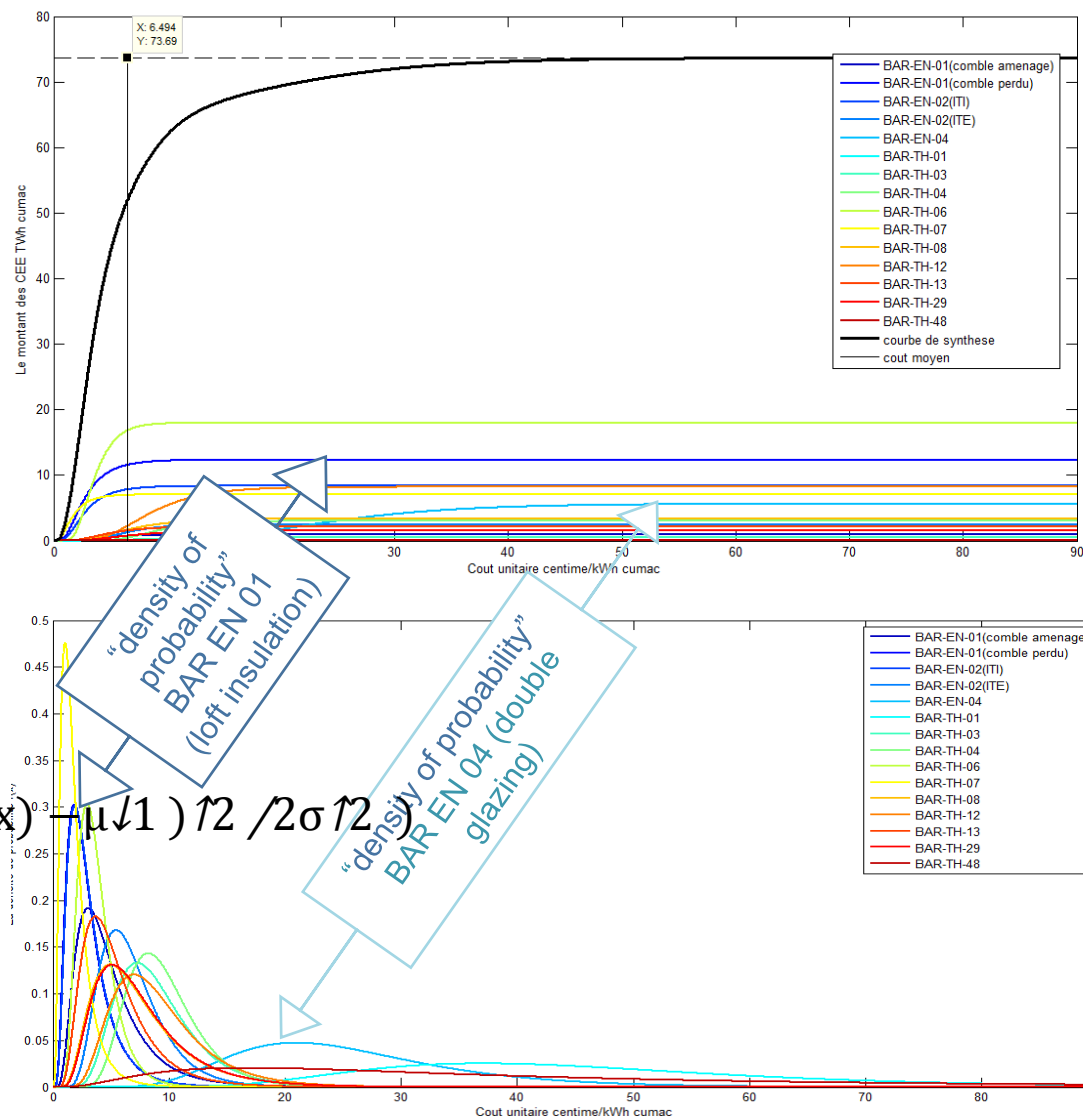 80
70
60
50
40
30
20
10
0
Le montant des CEE TWh cumac
X: 6.494
Y: 73.69
BAR-EN-01(comble amenage)
BAR-EN-01(comble perdu)
BAR-EN-02(ITI)
BAR-EN-02(ITE)
BAR-EN-04
BAR-TH-01
BAR-TH-03
BAR-TH-04
BAR-TH-06
BAR-TH-07
BAR-TH-08
BAR-TH-12
BAR-TH-13
BAR-TH-29
BAR-TH-48
courbe de synthese
cout moyen
0 30 40 50 60 70 80 90
Cout unitaire centime/kWh cumac
“density of
probability”
BAR EN 01
(loft insulation)
“density of probability”
BAR EN 04 (double
glazing)
x) −μ↓1 )↑2 /2σ↑2 )
0.5
0.45
0.4
0.35
0.3
0.25
0.2
0.15
0.1
0.05
0
BAR-EN-01(comble amenage
BAR-EN-01(comble perdu)
BAR-EN-02(ITI)
BAR-EN-02(ITE)
BAR-EN-04
BAR-TH-01
BAR-TH-03
BAR-TH-04
BAR-TH-06
BAR-TH-07
BAR-TH-08
BAR-TH-12
BAR-TH-13
BAR-TH-29
BAR-TH-48
0 10 20 30 40 50 60 70 80
Cout unitaire centime/kWh cumac